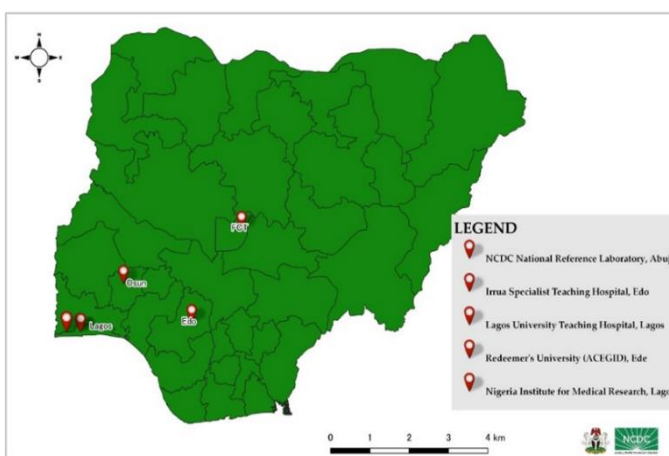 N
W E
S
FCT
Osun
Edo
Lagos
LEGEND
NCDC National Reference Laboratory, Abuj
Irrua Specialist Teaching Hospital, Edo
Lagos University Teaching Hospital, Lagos
Redeemer's University (ACEGID), Ede
Nigeria Institute for Medical Research, Lago
0 1 2 3 4 km
NCDC